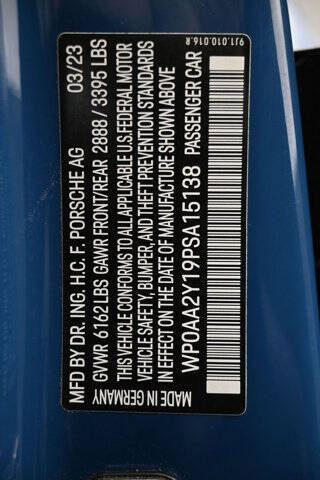 MFD BY DR. ING. H.C. F. PORSCHE AG 03/23
GVWR 6162LBS GAWR FRONT/REAR 2888 / 3395 LBS
THIS VEHICLE CONFORMS TO ALL APPLICABLE U.S.FEDERAL MOTOR
VEHICLE SAFETY, BUMPER, AND THEFT PREVENTION STANDARDS
IN EFFECT ON THE DATE OF MANUFACTURE SHOWN ABOVE
WP0AA2Y19PSA15138 PASSENGER CAR
MADE IN GERMANY
9J1.010.016.R